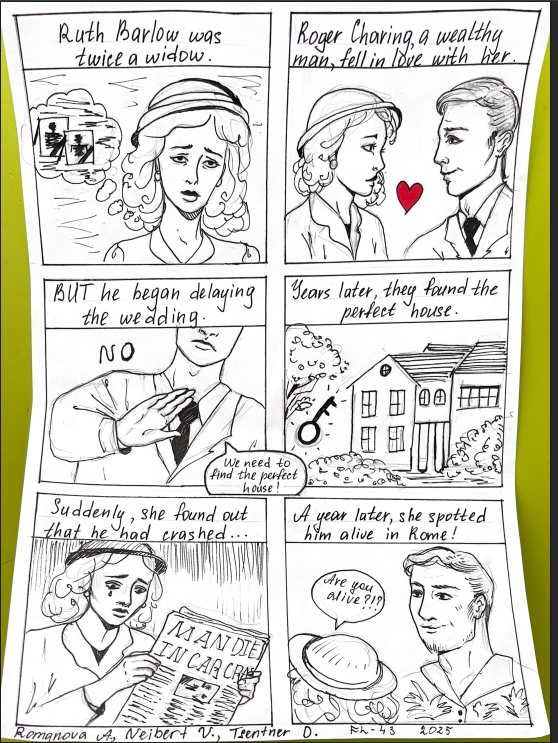 Ruth Barlow was
twice a widow.
Roger Charing, a wealthy
man, fell in love with her.
BUT he began delaying
the wedding.
NO
We need to
find the perfect
house!
Years later, they found the
perfect house.
Suddenly, she found out
that he had crashed...
MAN DIE
IN CAR CRA
A year later, she spotted
him alive in Rome!
Are you
alive?!?
Romanova A., Neibert V., Tsentner D. FL-43 2025